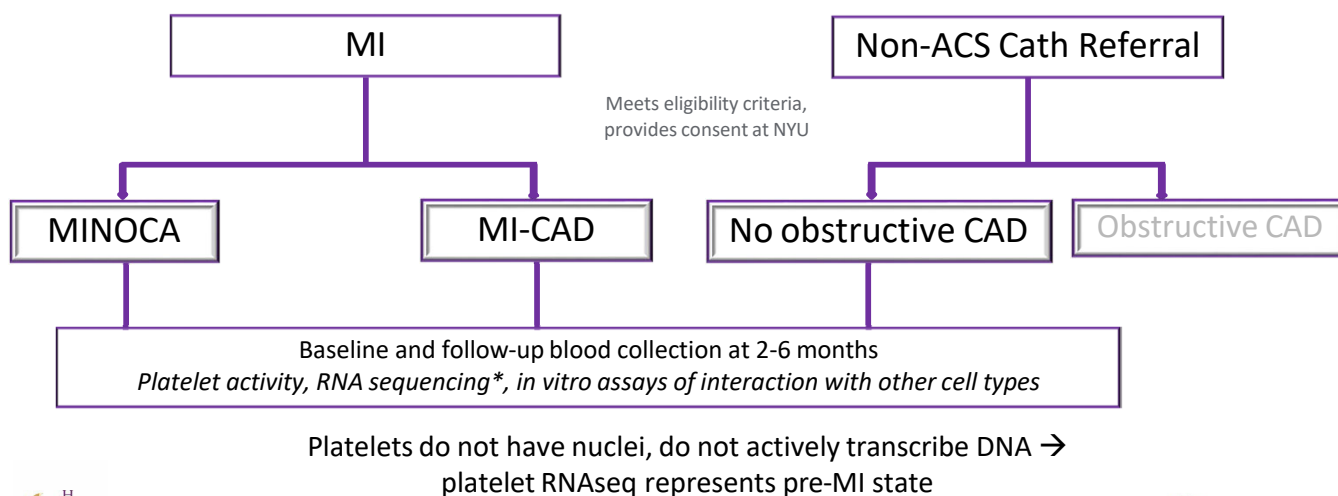 MI
Non-ACS Cath Referral
Meets eligibility criteria,
provides consent at NYU
MINOCA
MI-CAD
No obstructive CAD
Obstructive CAD
Baseline and follow-up blood collection at 2-6 months
Platelet activity, RNA sequencing*, in vitro assays of interaction with other cell types
Platelets do not have nuclei, do not actively transcribe DNA →
platelet RNAseq represents pre-MI state
H